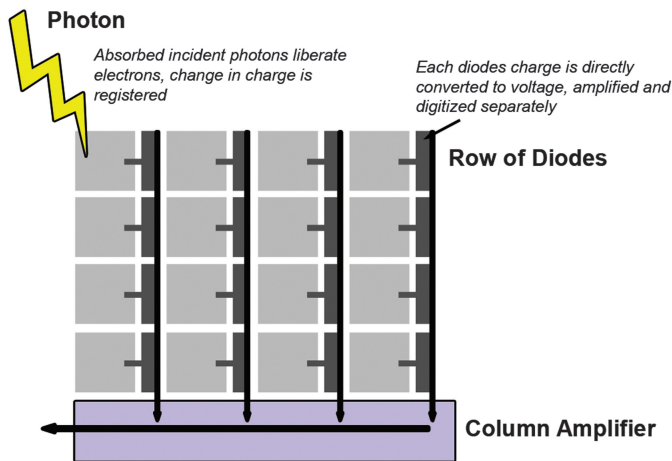 Photon
Absorbed incident photons liberate
electrons, change in charge is
registered
Each diodes charge is directly
converted to voltage, amplified and
digitized separately
Row of Diodes
Column Amplifier